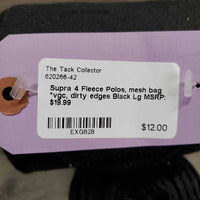 The Tack Collector
620266-42
Supra 4 Fleece Polos, mesh bag
*vgc, dirty edges Black Lg MSRP:
$19.99
EXGB2B
$12.00